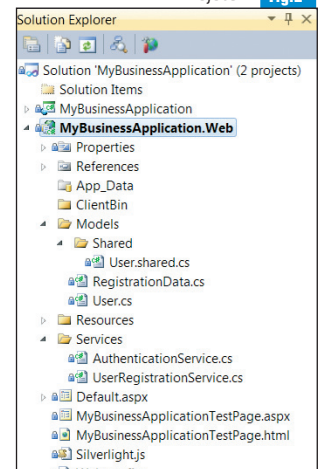 Solution Explorer
Solution 'MyBusinessApplication' (2 projects)
Solution Items
MyBusinessApplication
MyBusinessApplication.Web
Properties
References
App_Data
ClientBin
Models
Shared
User.shared.cs
RegistrationData.cs
User.cs
Resources
Services
AuthenticationService.cs
UserRegistrationService.cs
Default.aspx
MyBusinessApplicationTestPage.aspx
MyBusinessApplicationTestPage.html
Silverlight.js